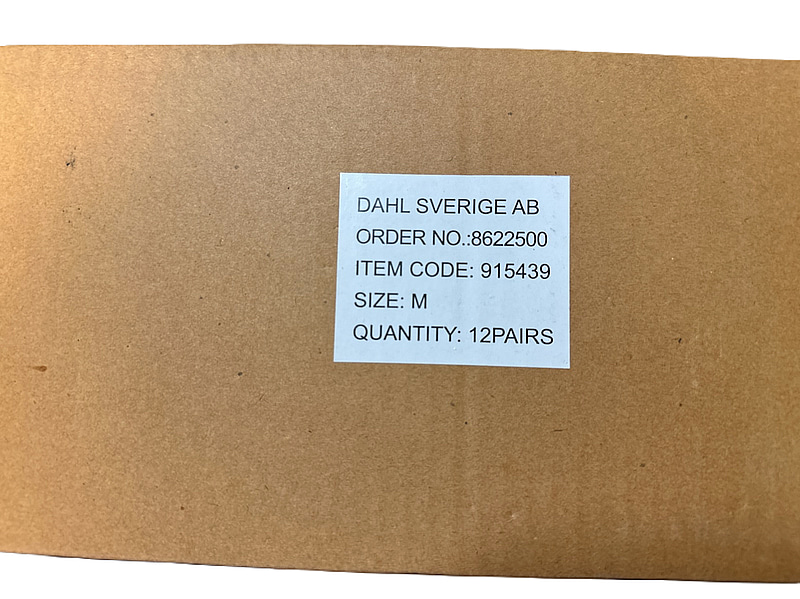 DAHL SVERIGE AB
ORDER NO.:8622500
ITEM CODE: 915439
SIZE: M
QUANTITY: 12PAIRS